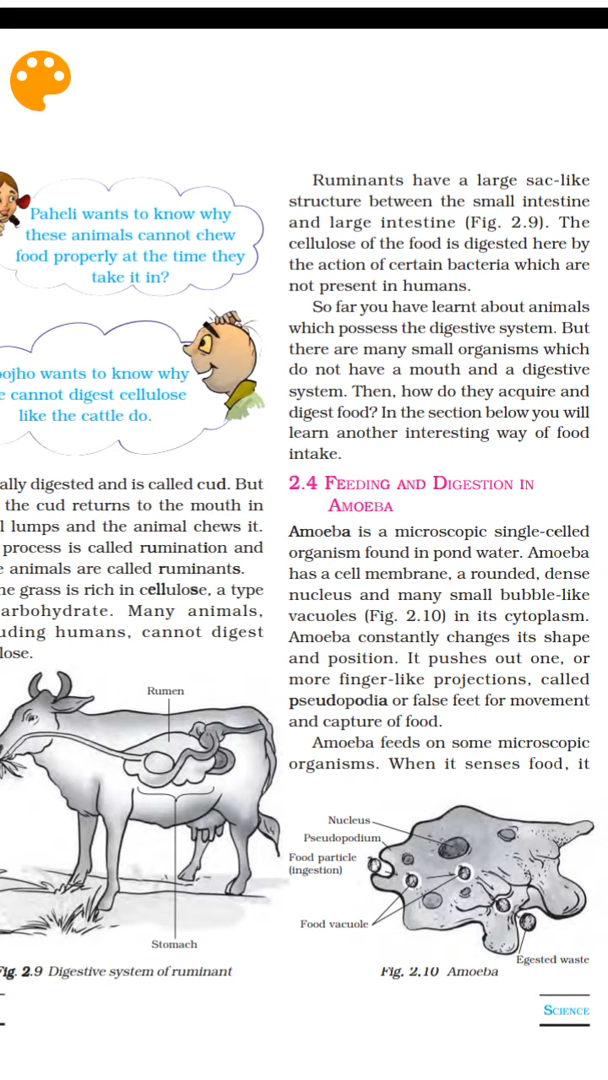 Paheli wants to know why
these animals cannot chew
food properly at the time they
take it in?
wants to know why
cannot digest cellulose
like the cattle do.
digested and is called cud. But
the cud returns to the mouth in
lumps and the animal chews it.
process is called rumination and
animals are called ruminants.
grass is rich in cellulose, a type
Many animals,
humans, cannot digest
Rumen
Stomach
Fig. 2.9 Digestive system of ruminant
Ruminants have a large sac-like
structure between the small intestine
and large intestine (Fig. 2.9). The
cellulose of the food is digested here by
the action of certain bacteria which are
not present in humans.
So far you have learnt about animals
which possess the digestive system. But
there are many small organisms which
do not have a mouth and a digestive
system. Then, how do they acquire and
digest food? In the section below you will
learn another interesting way of food
intake.
2.4 FEEDING AND DIGESTION IN
AMOEBA
Amoeba is a microscopic single-celled
organism found in pond water. Amoeba
has a cell membrane, a rounded, dense
nucleus and many small bubble-like
vacuoles (Fig. 2.10) in its cytoplasm.
Amoeba constantly changes its shape
and position. It pushes out one, or
more finger-like projections, called
pseudopodia or false feet for movement
and capture of food.
Amoeba feeds on some microscopic
organisms. When it senses food, it
Nucleus
Pseudopodium
Food particle
(ingestion)
Food vacuole
Egested waste
Fig. 2.10 Amoeba
SCIENCE